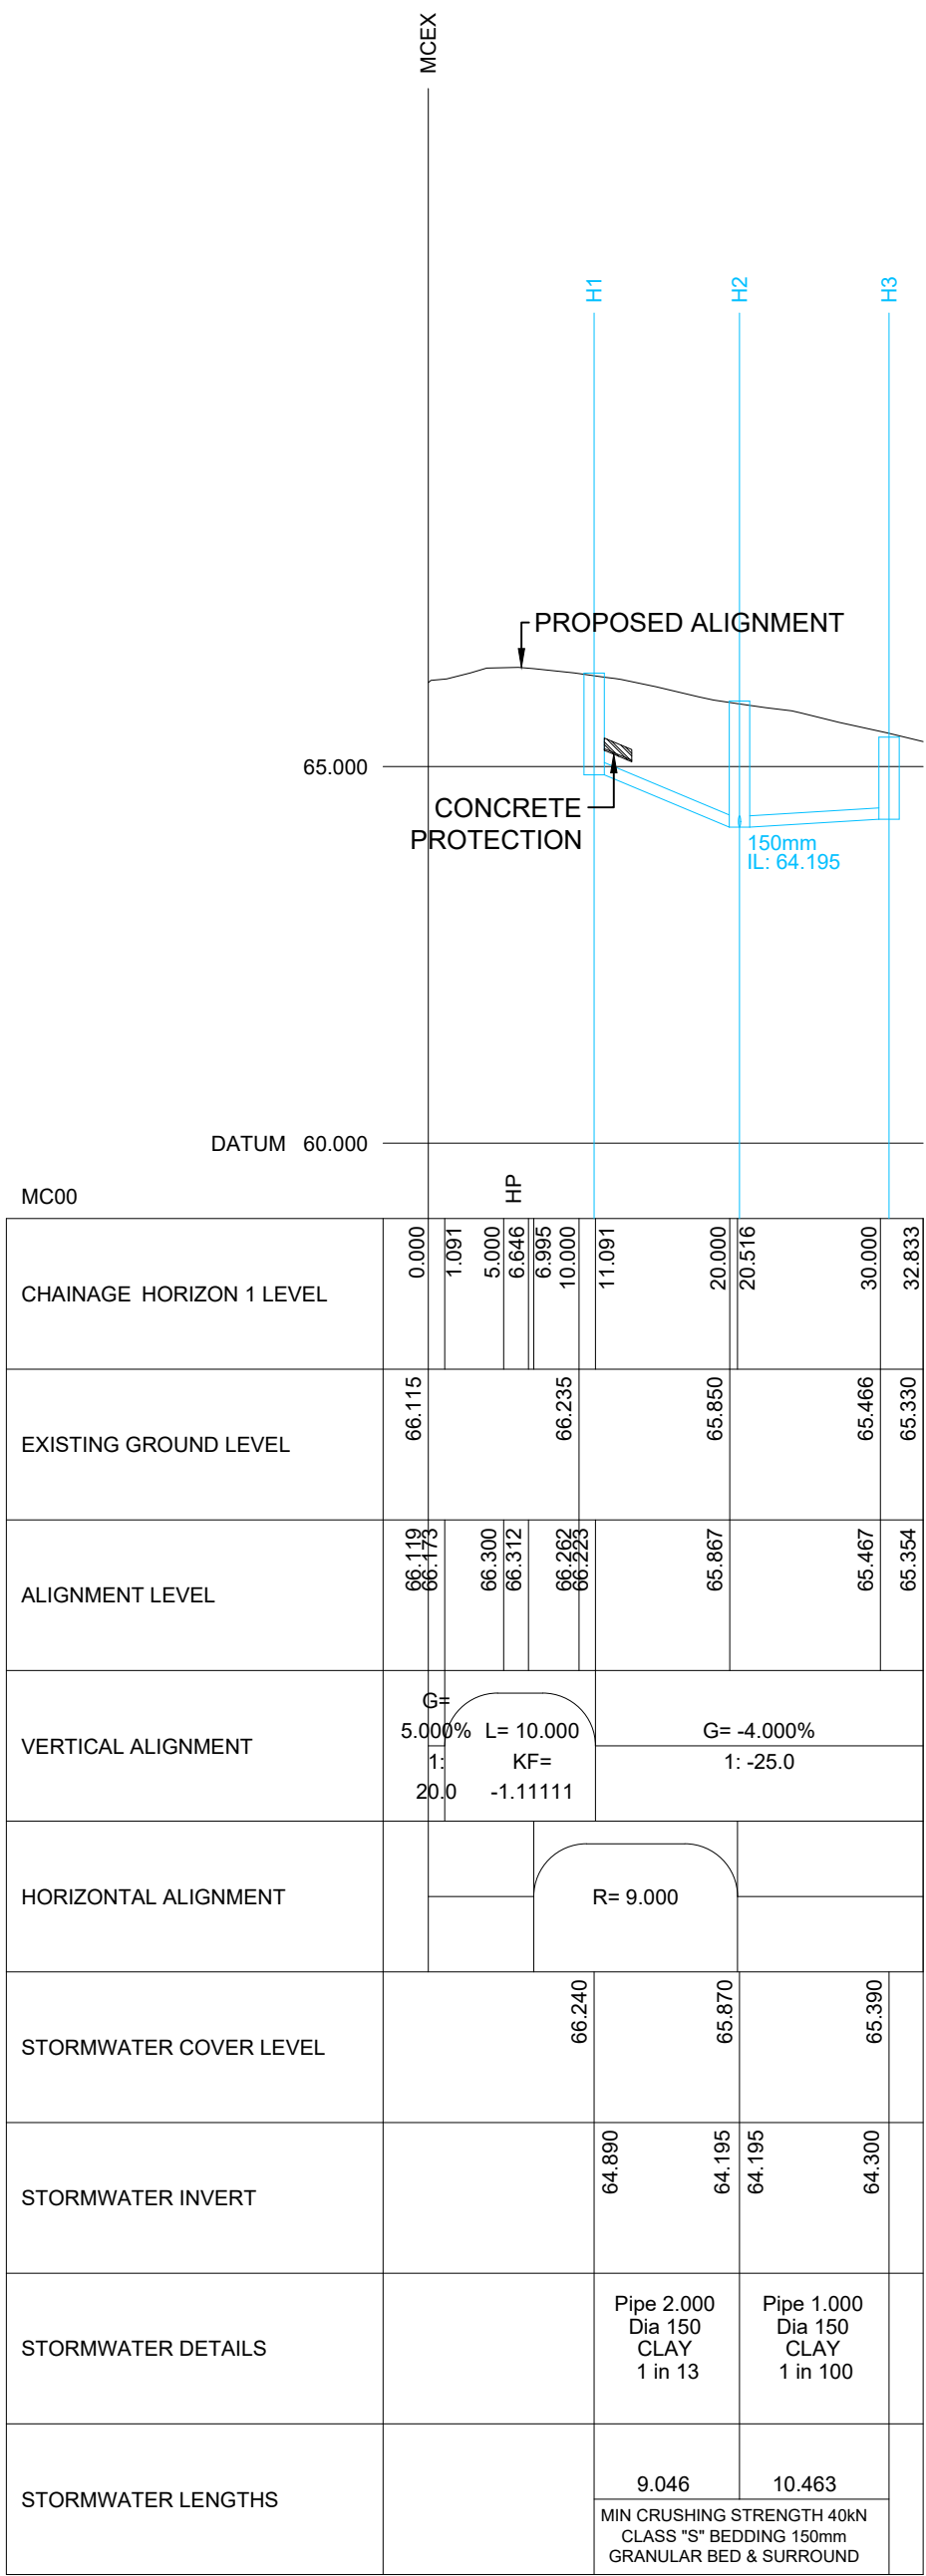 MCEX
H1
H2
H3
PROPOSED ALIGNMENT
65.000
CONCRETE
PROTECTION
150mm
IL: 64.195
DATUM 60.000
MC00
HP
CHAINAGE HORIZON 1 LEVEL
0.000
1.091
5.000
6.646
6.995
10.000
11.091
20.000
20.516
30.000
32.833
EXISTING GROUND LEVEL
66.115
66.235
65.850
65.466
65.330
ALIGNMENT LEVEL
66.119
66.173
66.300
66.312
66.262
66.223
65.867
65.467
65.354
VERTICAL ALIGNMENT
G=
5.000%
1:
20.0
L= 10.000
KF=
-1.11111
G= -4.000%
1: -25.0
HORIZONTAL ALIGNMENT
R= 9.000
STORMWATER COVER LEVEL
66.240
65.870
65.390
STORMWATER INVERT
64.890
64.195
64.195
64.300
STORMWATER DETAILS
Pipe 2.000
Dia 150
CLAY
1 in 13
Pipe 1.000
Dia 150
CLAY
1 in 100
STORMWATER LENGTHS
9.046
10.463
MIN CRUSHING STRENGTH 40kN
CLASS "S" BEDDING 150mm
GRANULAR BED & SURROUND